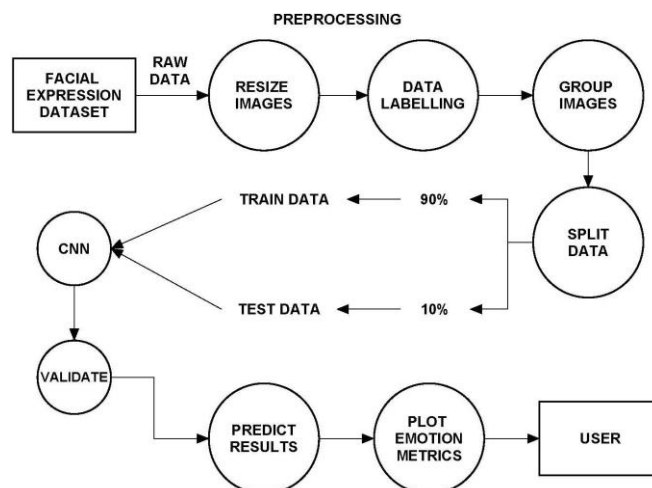 PREPROCESSING
FACIAL
EXPRESSION
DATASET
RAW
DATA
RESIZE
IMAGES
DATA
LABELLING
GROUP
IMAGES
TRAIN DATA
90%
SPLIT
DATA
CNN
TEST DATA
10%
VALIDATE
PREDICT
RESULTS
PLOT
EMOTION
METRICS
USER